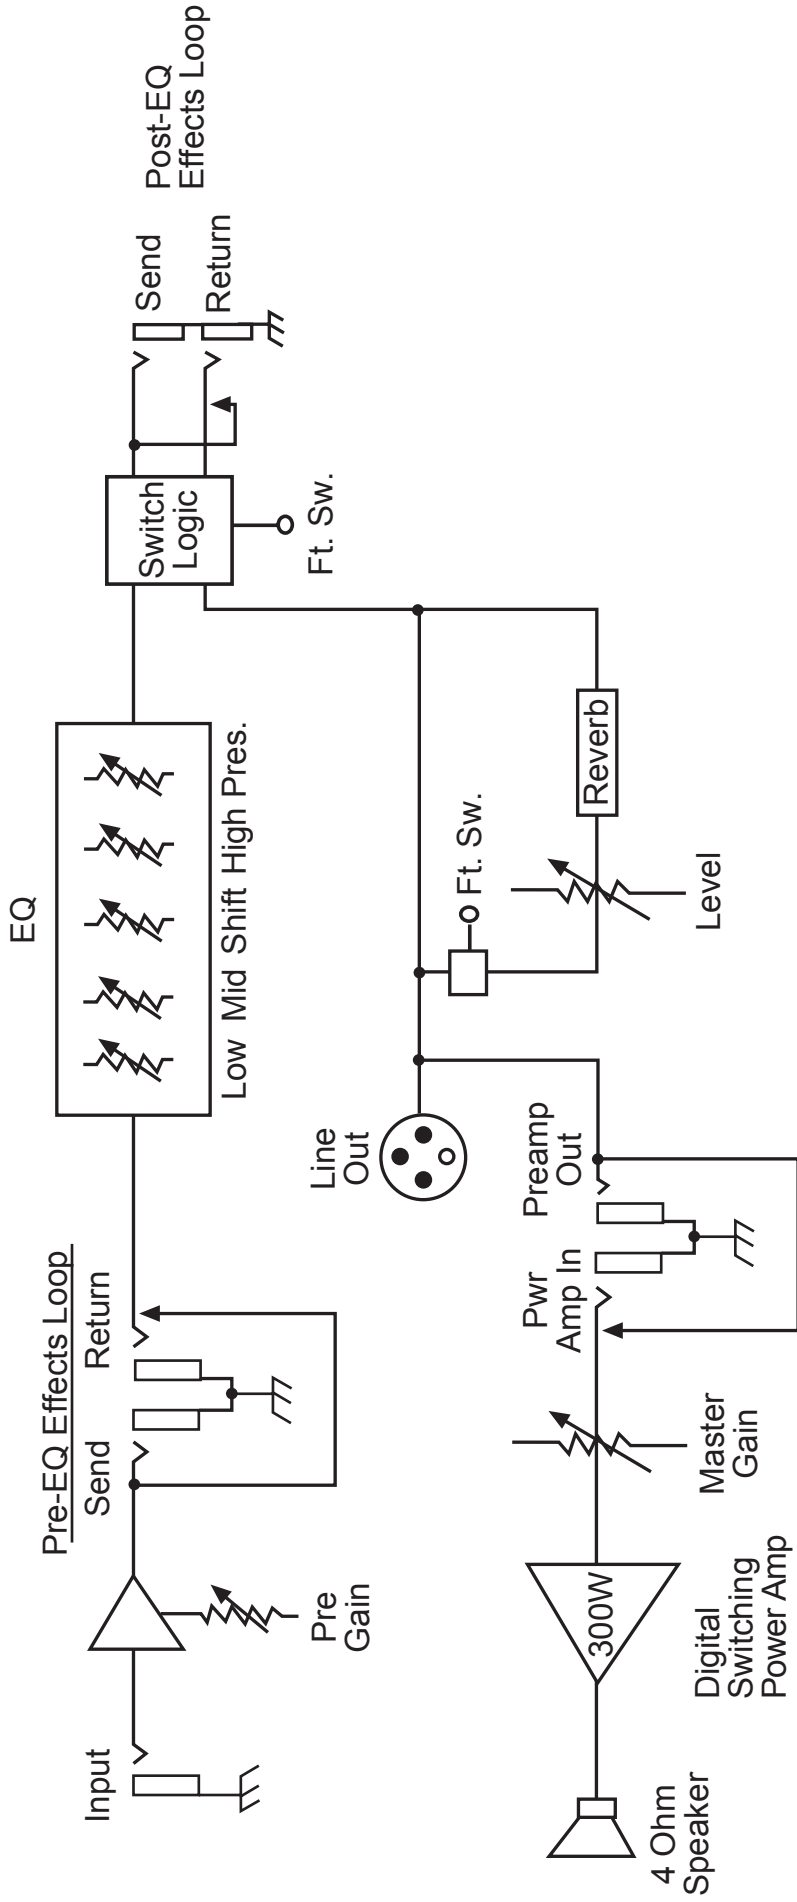 EQ
Pre-EQ Effects Loop
Input
Send
Return
Pre
Gain
Low Mid Shift High Pres.
Switch
Logic
Ft. Sw.
Send
Return
Post-EQ
Effects Loop
Line
Out
Ft. Sw.
Reverb
Level
Pwr
Amp In
Preamp
Out
Master
Gain
300W
Digital
Switching
Power Amp
4 Ohm
Speaker